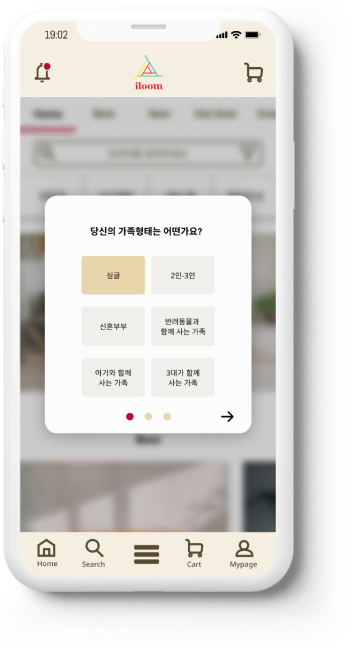 19:02
iloom
Home
당신의 가족형태는 어떤가요?
싱글
2인-3인
신혼부부
반려동물과
함께 사는 가족
아기와 함께
사는 가족
3대가 함께
사는 가족
Home
Search
Cart
Mypage